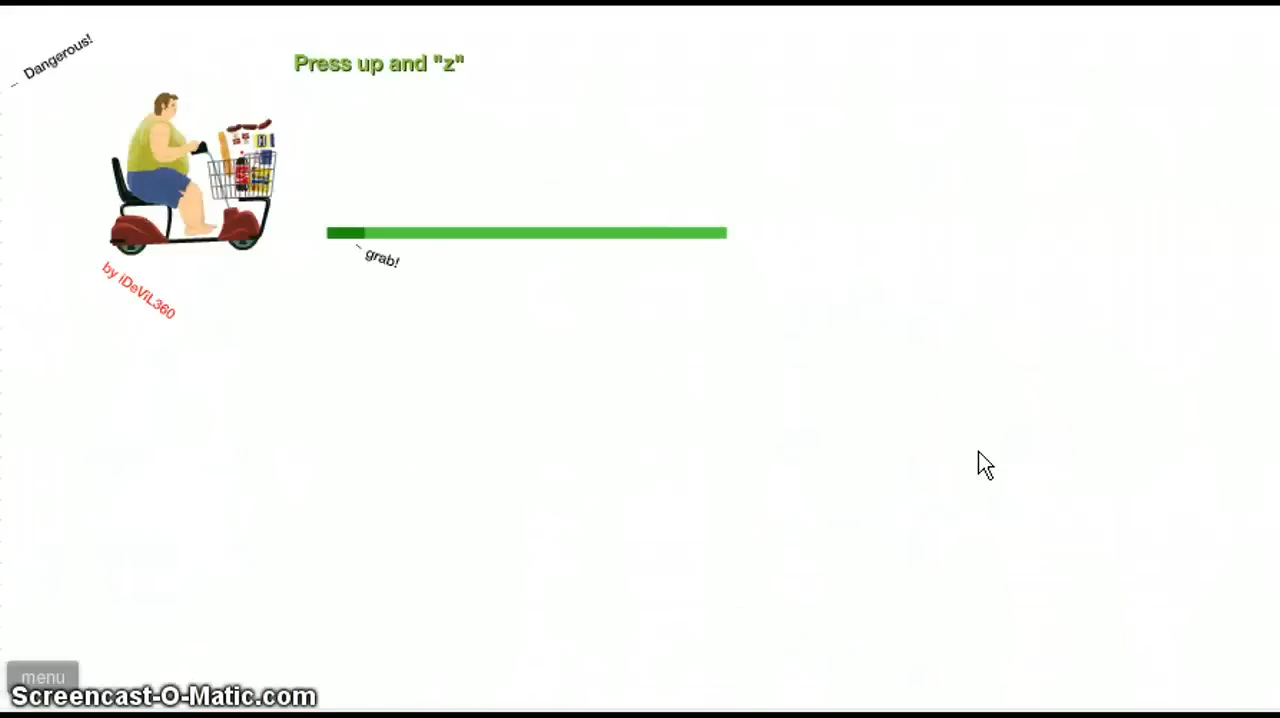 Dangerous!
Press up and "z"
grab!
by iDeViL360
menu
Screencast-O-Matic.com